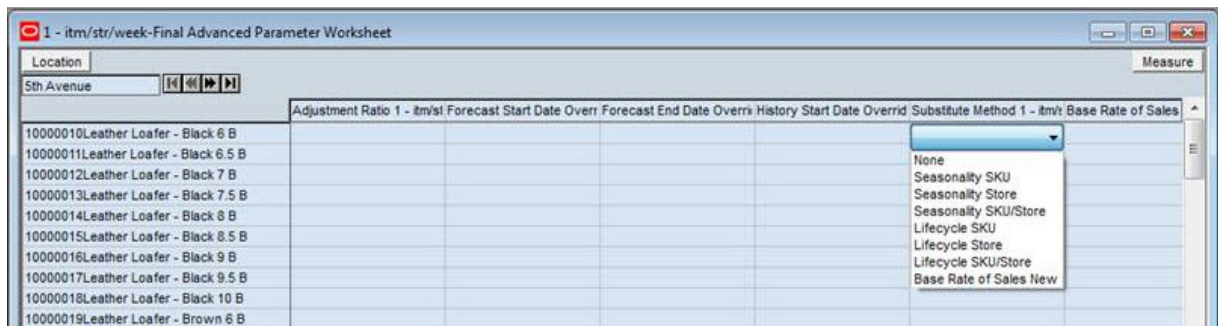 1 - itm/str/week-Final Advanced Parameter Worksheet
Location
Measure
5th Avenue
Adjustment Ratio 1 - itm/st Forecast Start Date Overr Forecast End Date Overri History Start Date Overrid Substitute Method 1 - itm/s Base Rate of Sales
10000010Leather Loafer - Black 6 B
10000011Leather Loafer - Black 6.5 B
10000012Leather Loafer - Black 7 B
10000013Leather Loafer - Black 7.5 B
10000014Leather Loafer - Black 8 B
10000015Leather Loafer - Black 8.5 B
10000016Leather Loafer - Black 9 B
10000017Leather Loafer - Black 9.5 B
10000018Leather Loafer - Black 10 B
10000019Leather Loafer - Brown 6 B
None
Seasonality SKU
Seasonality Store
Seasonality SKU/Store
Lifecycle SKU
Lifecycle Store
Lifecycle SKU/Store
Base Rate of Sales New